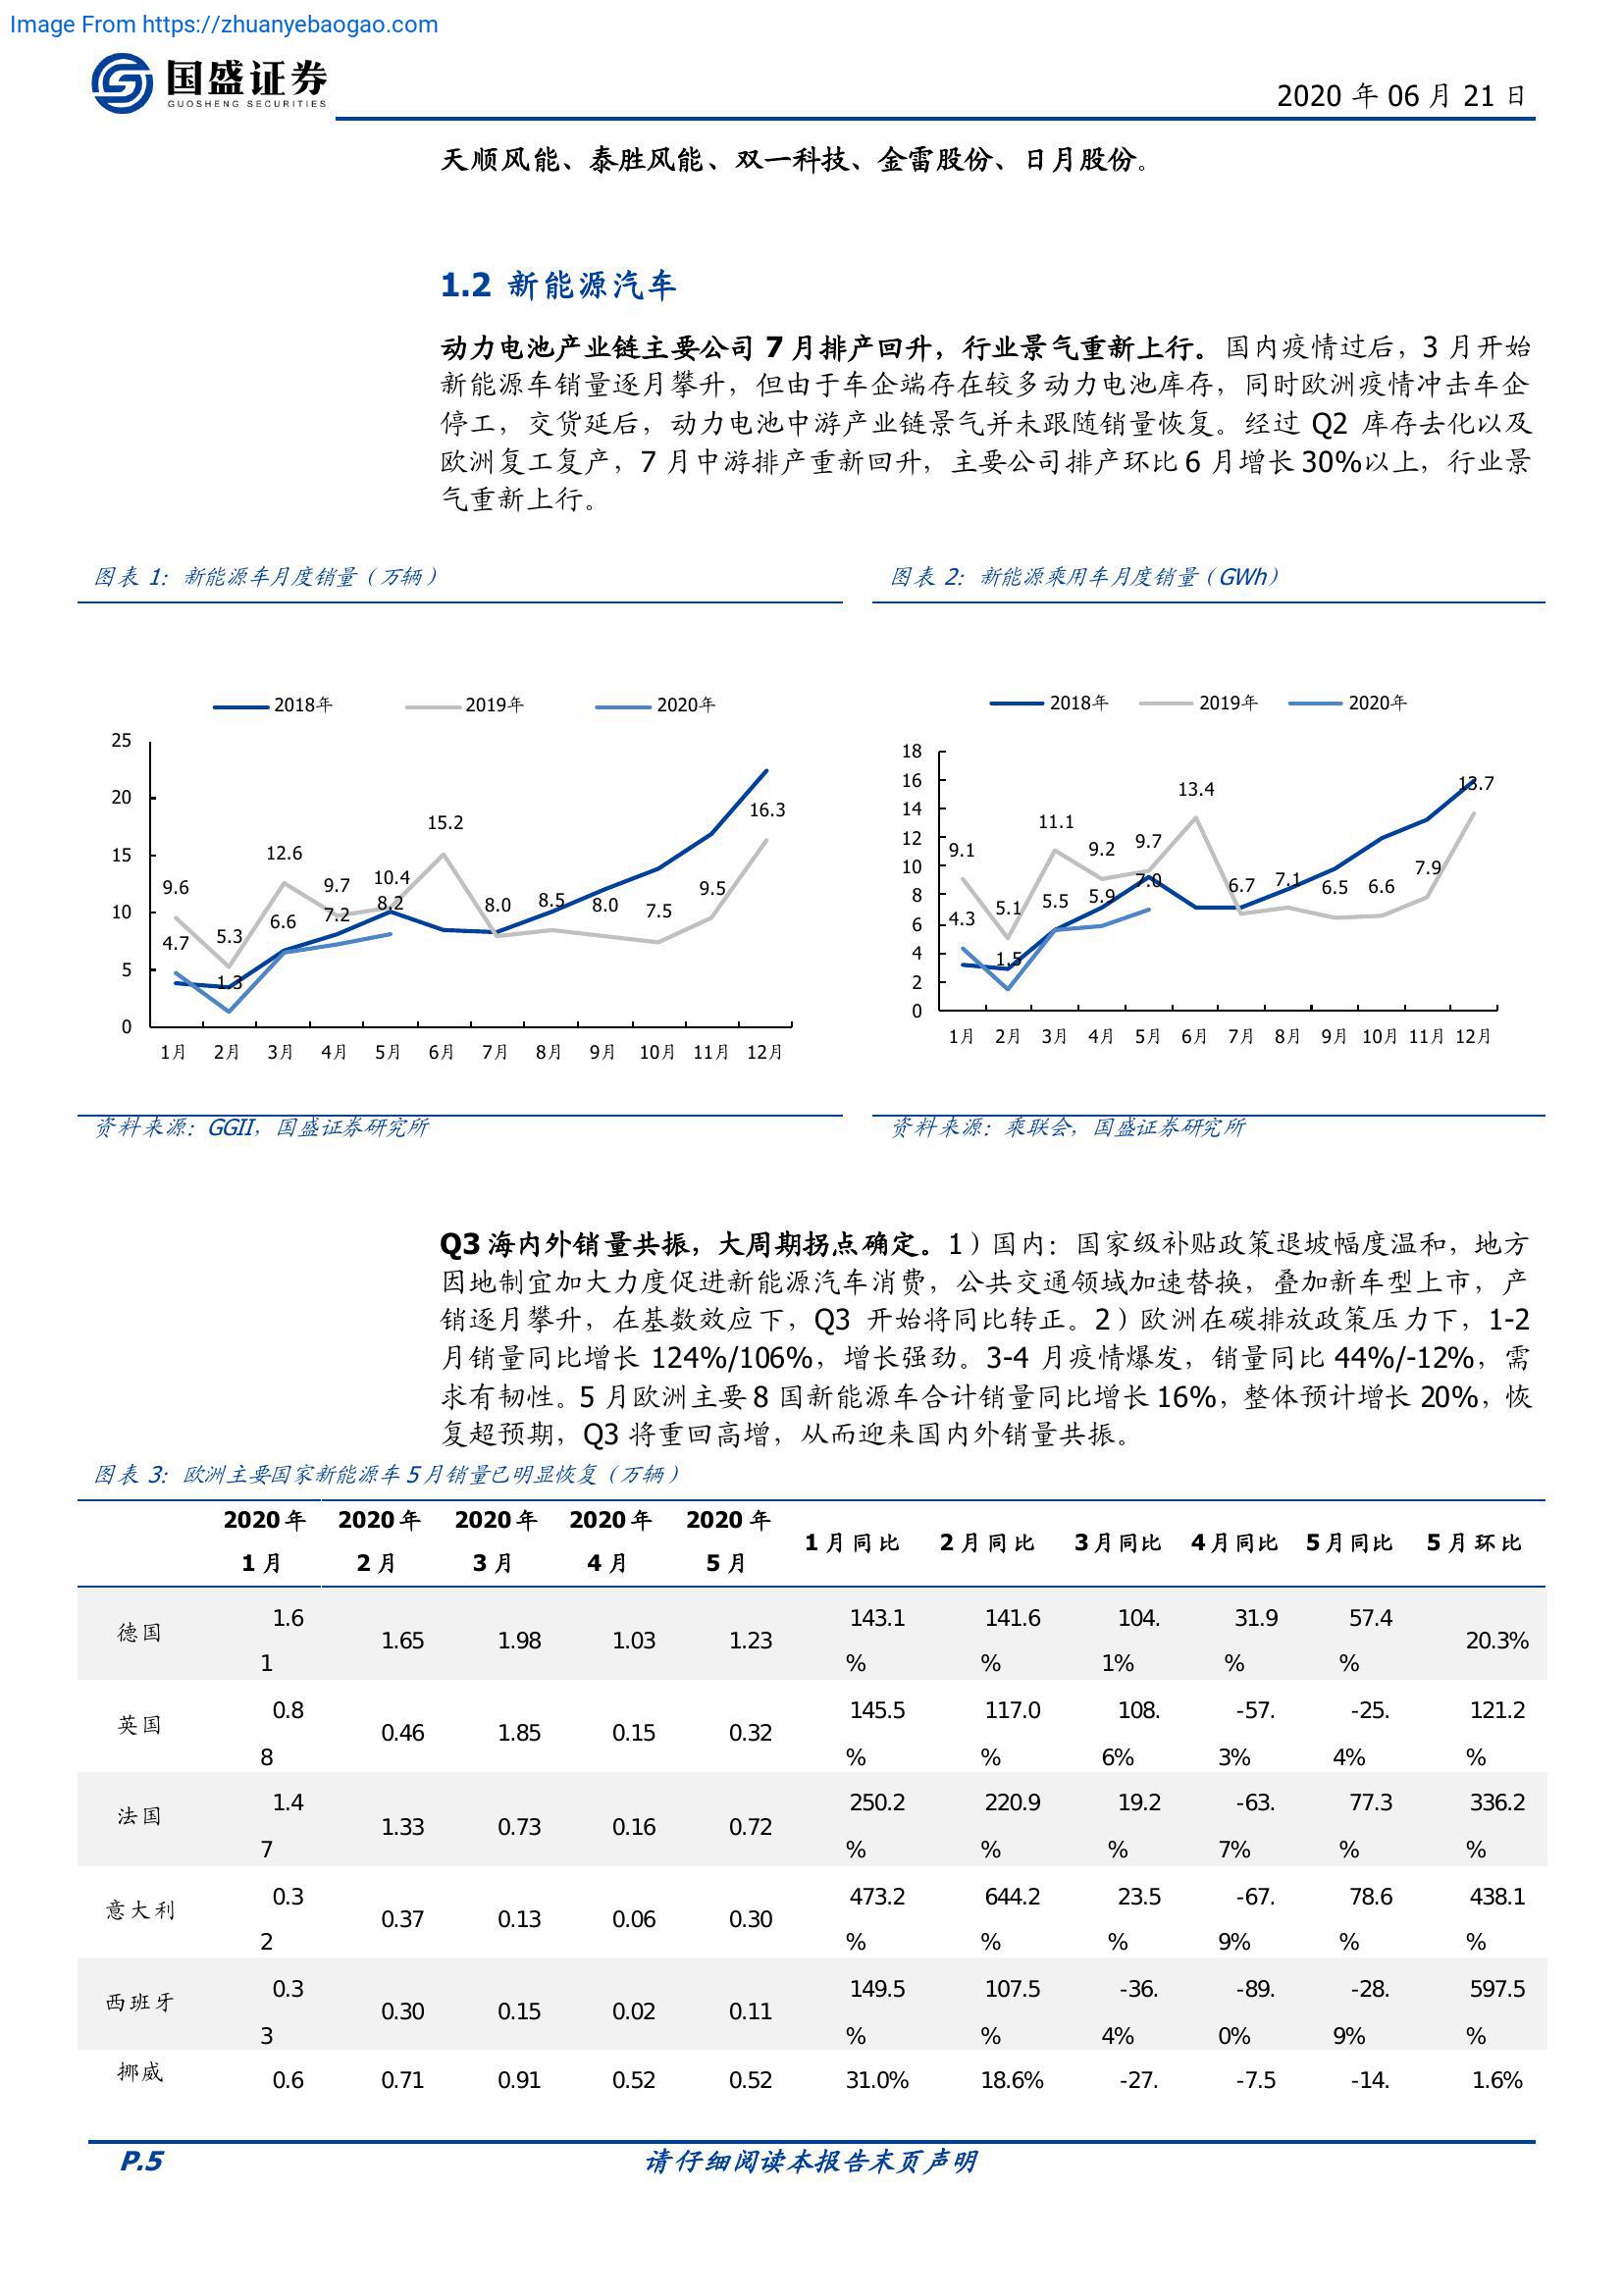 Image From https://zhuanyebaogao.com
国盛证券
GUOSHENG SECURITIES
2020 年 06 月 21 日
天顺风能、泰胜风能、双一科技、金雷股份、日月股份。
1.2 新能源汽车
动力电池产业链主要公司 7 月排产回升，行业景气重新上行。国内疫情过后，3 月开始
新能源车销量逐月攀升，但由于车企端存在较多动力电池库存，同时欧洲疫情冲击车企
停工，交货延后，动力电池中游产业链景气并未跟随销量恢复。经过 Q2 库存去化以及
欧洲复工复产，7 月中游排产重新回升，主要公司排产环比 6 月增长 30%以上，行业景
气重新上行。
图表 1：新能源车月度销量（万辆）
2018年 2019年 2020年
25
20
15
10
5
0
9.6 5.3 12.6 9.7 10.4 15.2 8.0 8.5 8.0 7.5 9.5 16.3
4.7 1.3 6.6 7.2 8.2
1月 2月 3月 4月 5月 6月 7月 8月 9月 10月 11月 12月
资料来源：GGII，国盛证券研究所
图表 2：新能源乘用车月度销量（GWh）
2018年 2019年 2020年
18
16
14
12
10
8
6
4
2
0
9.1 5.1 11.1 9.2 9.7 13.4 6.7 7.1 6.5 6.6 7.9 13.7
4.3 1.5 5.5 5.9 7.0
1月 2月 3月 4月 5月 6月 7月 8月 9月 10月 11月 12月
资料来源：乘联会，国盛证券研究所
Q3 海内外销量共振，大周期拐点确定。1）国内：国家级补贴政策退坡幅度温和，地方
因地制宜加大力度促进新能源汽车消费，公共交通领域加速替换，叠加新车型上市，产
销逐月攀升，在基数效应下，Q3 开始将同比转正。2）欧洲在碳排放政策压力下，1-2
月销量同比增长 124%/106%，增长强劲。3-4 月疫情爆发，销量同比 44%/-12%，需
求有韧性。5 月欧洲主要 8 国新能源车合计销量同比增长 16%，整体预计增长 20%，恢
复超预期，Q3 将重回高增，从而迎来国内外销量共振。
图表 3：欧洲主要国家新能源车 5 月销量已明显恢复（万辆）
2020 年 2020 年 2020 年 2020 年 2020 年
1 月 2 月 3 月 4 月 5 月 1 月同比 2 月同比 3 月同比 4 月同比 5 月同比 5 月环比
德国 1.6 1.65 1.98 1.03 1.23 143.1 141.6 104. 31.9 57.4 20.3%
1 % % 1% % %
英国 0.8 0.46 1.85 0.15 0.32 145.5 117.0 108. -57. -25. 121.2
8 % % 6% 3% 4% %
法国 1.4 1.33 0.73 0.16 0.72 250.2 220.9 19.2 -63. 77.3 336.2
7 % % % 7% % %
意大利 0.3 0.37 0.13 0.06 0.30 473.2 644.2 23.5 -67. 78.6 438.1
2 % % % 9% % %
西班牙 0.3 0.30 0.15 0.02 0.11 149.5 107.5 -36. -89. -28. 597.5
3 % % 4% 0% 9% %
挪威 0.6 0.71 0.91 0.52 0.52 31.0% 18.6% -27. -7.5 -14. 1.6%
P.5
请仔细阅读本报告末页声明